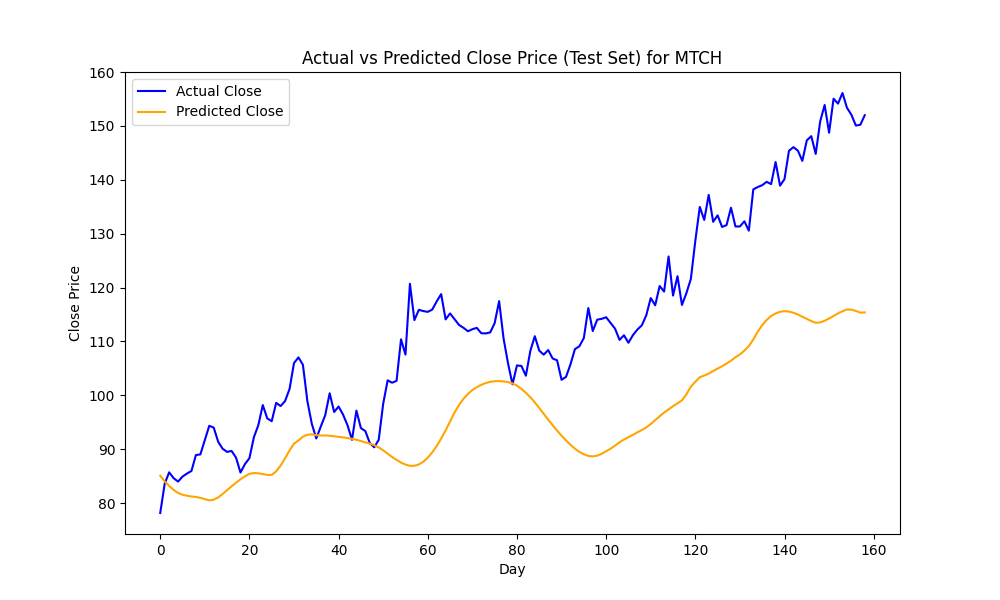 Actual vs Predicted Close Price (Test Set) for MTCH
Actual Close
Predicted Close
Close Price
160
150
140
130
120
110
100
90
80
0 20 40 60 80 100 120 140 160
Day